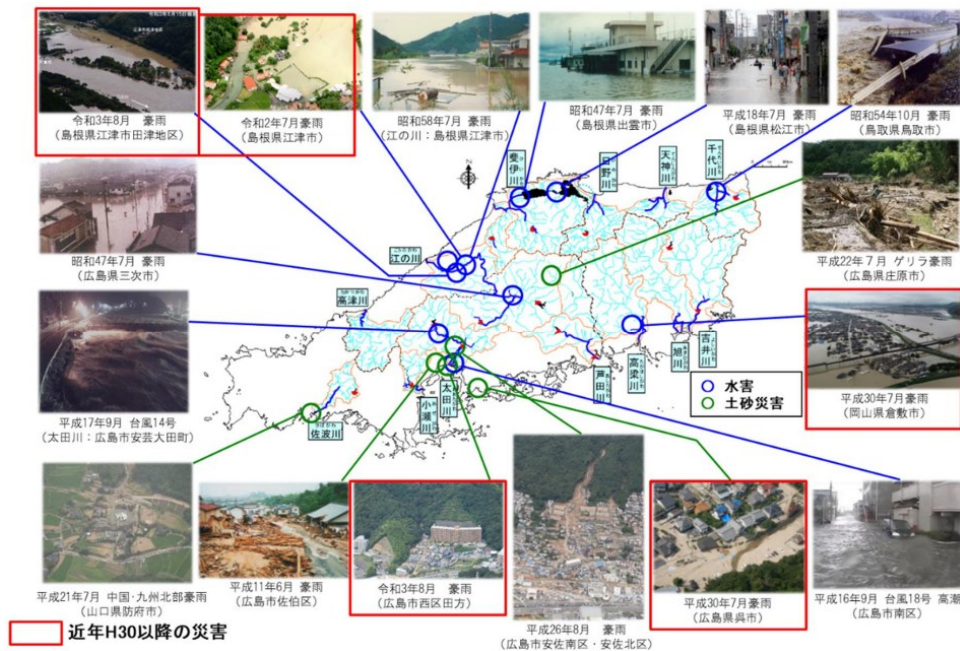 令和3年8月 豪雨
(島根県江津市田津地区)
令和2年7月豪雨
(島根県江津市)
昭和58年7月 豪雨
(江の川：島根県江津市)
昭和47年7月 豪雨
(島根県出雲市)
平成18年7月 豪雨
(島根県松江市)
昭和54年10月 豪雨
(鳥取県鳥取市)
昭和47年7月 豪雨
(広島県三次市)
平成22年7月 ゲリラ豪雨
(広島県庄原市)
平成17年9月 台風14号
(太田川：広島市安芸太田町)
平成30年7月豪雨
(岡山県倉敷市)
斐伊川
日野川
天神川
千代川
江の川
高津川
佐波川
小瀬川
太田川
芦田川
高梁川
旭川
吉井川
水害
土砂災害
平成21年7月 中国・九州北部豪雨
(山口県防府市)
平成11年6月 豪雨
(広島市佐伯区)
令和3年8月 豪雨
(広島市西区田方)
平成26年8月 豪雨
(広島市安佐南区・安佐北区)
平成30年7月豪雨
(広島県呉市)
平成16年9月 台風18号 高潮
(広島市南区)
近年H30以降の災害